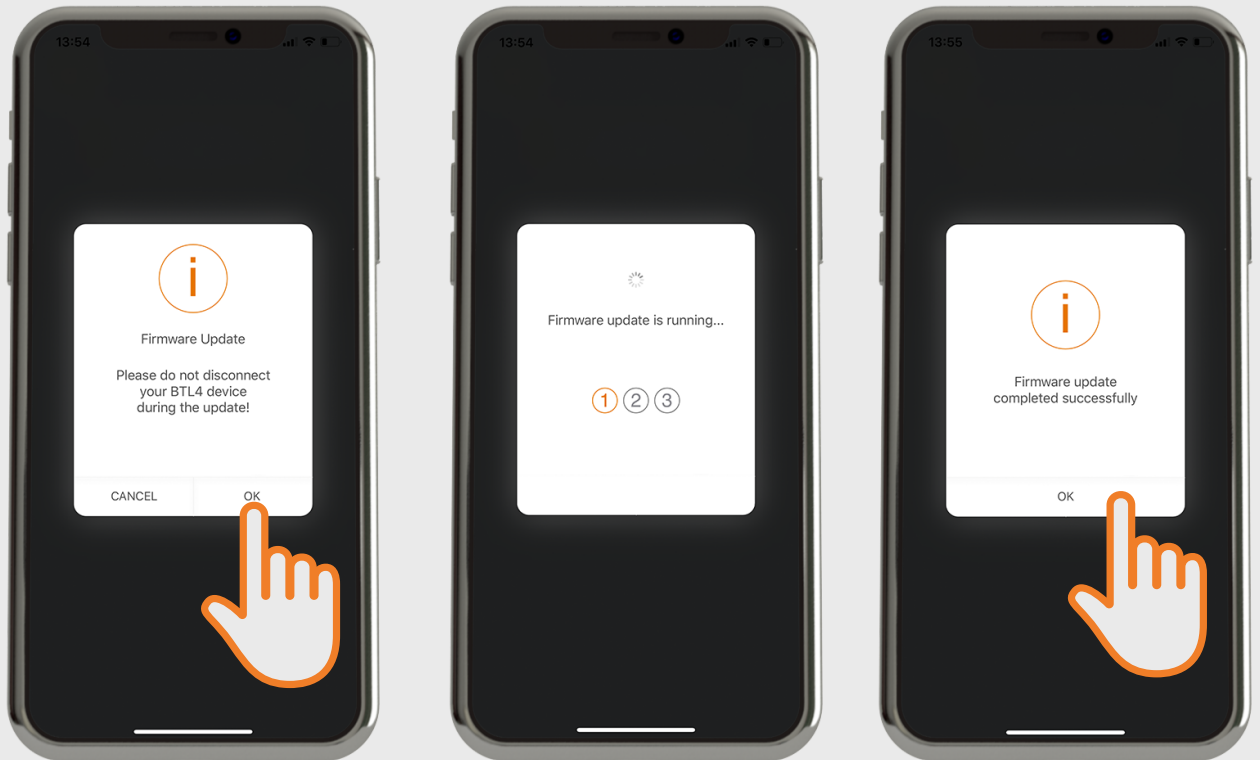 13:54
i
Firmware Update
Please do not disconnect
your BTL4 device
during the update!
CANCEL
OK
13:54
Firmware update is running...
1 2 3
13:55
i
Firmware update
completed successfully
OK